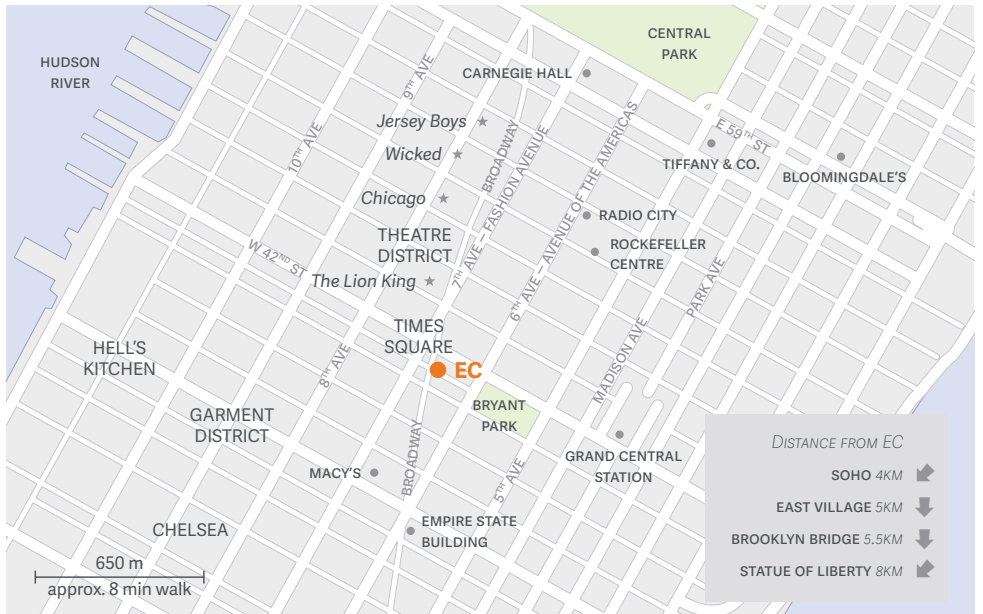 HUDSON
RIVER
CENTRAL
PARK
CARNEGIE HALL
9TH AVE
Jersey Boys
10TH AVE
Wicked
BROADWAY
E 59TH ST
TIFFANY & CO.
BLOOMINGDALE'S
Chicago
7TH AVE – FASHION AVENUE
6TH AVE – AVENUE OF THE AMERICAS
RADIO CITY
THEATRE
DISTRICT
ROCKEFELLER
CENTRE
W 42ND ST
The Lion King
PARK AVE
TIMES
SQUARE
HELL'S
KITCHEN
8TH AVE
EC
MADISON AVE
BRYANT
PARK
GARMENT
DISTRICT
GRAND CENTRAL
STATION
MACY'S
BROADWAY
5TH AVE
EMPIRE STATE
BUILDING
CHELSEA
650 m
approx. 8 min walk
DISTANCE FROM EC
SOHO 4KM
EAST VILLAGE 5KM
BROOKLYN BRIDGE 5.5KM
STATUE OF LIBERTY 8KM